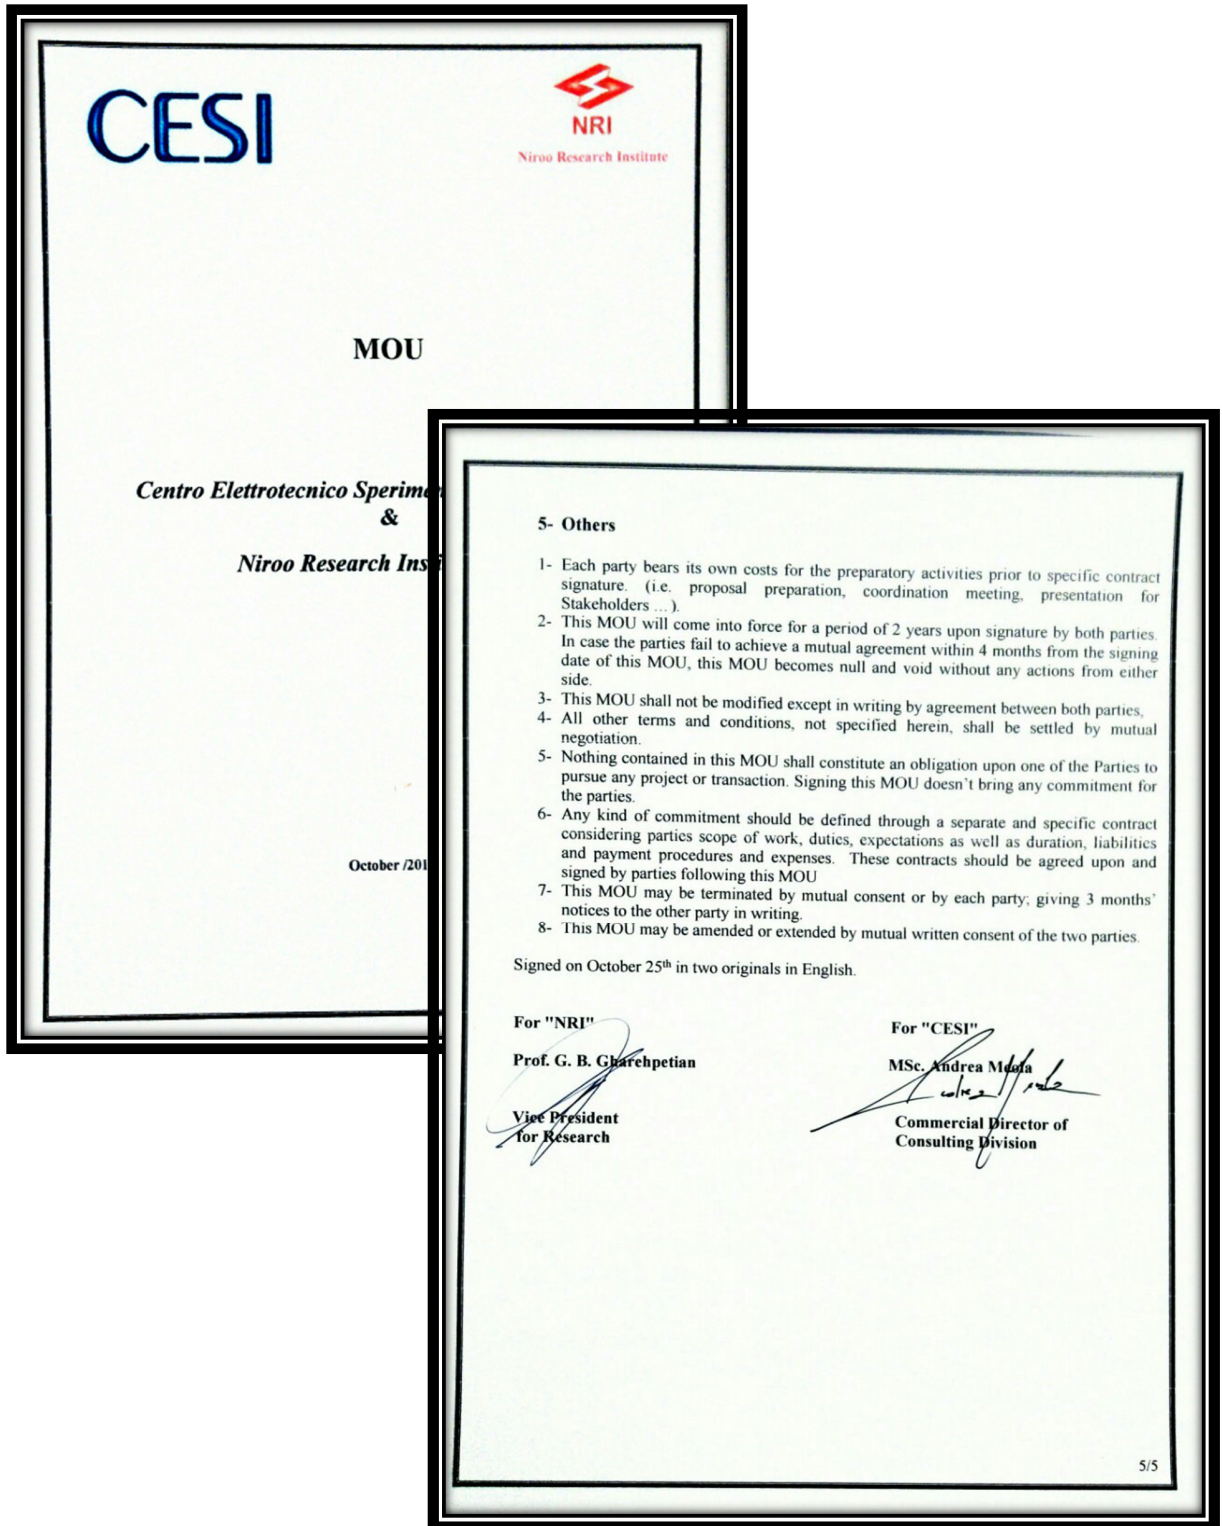 CESI
NRI
Niroo Research Institute
MOU
Centro Elettrotecnico
&
Niroo Research
October /201
5- Others
1- Each party bears its own costs for the preparatory activities prior to specific contract
signature. (i.e. proposal preparation, coordination meeting, presentation for
Stakeholders ... ).
2- This MOU will come into force for a period of 2 years upon signature by both parties.
In case the parties fail to achieve a mutual agreement within 4 months from the signing
date of this MOU, this MOU becomes null and void without any actions from either
side.
3- This MOU shall not be modified except in writing by agreement between both parties,
4- All other terms and conditions, not specified herein, shall be settled by mutual
negotiation.
5- Nothing contained in this MOU shall constitute an obligation upon one of the Parties to
pursue any project or transaction. Signing this MOU doesn't bring any commitment for
the parties.
6- Any kind of commitment should be defined through a separate and specific contract
considering parties scope of work, duties, expectations as well as duration, liabilities
and payment procedures and expenses. These contracts should be agreed upon and
signed by parties following this MOU
7- This MOU may be terminated by mutual consent or by each party; giving 3 months'
notices to the other party in writing.
8- This MOU may be amended or extended by mutual written consent of the two parties.
Signed on October 25th in two originals in English.
For "NRI"
Prof. G. B. Gharehpetian
Vice President
for Research
For "CESI"
MSc. Andrea Meola
Commercial Director of
Consulting Division
5/5